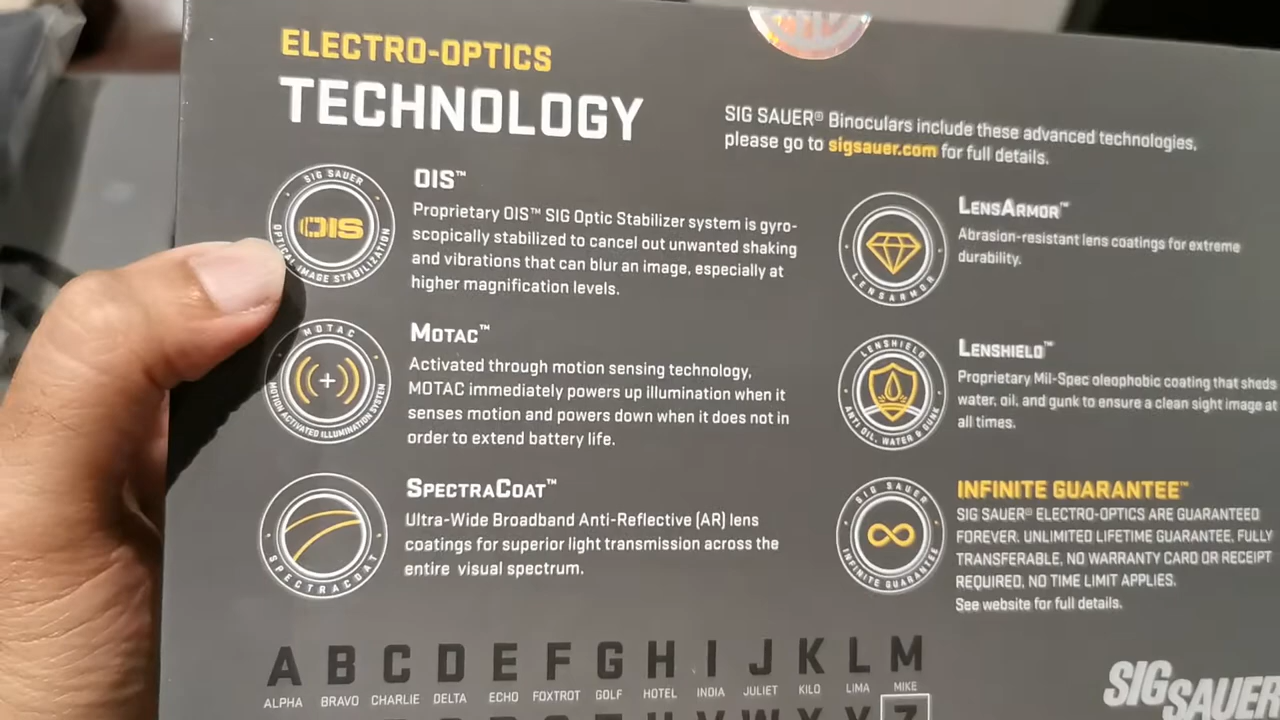 ELECTRO-OPTICS
TECHNOLOGY
SIG SAUER® Binoculars include these advanced technologies,
please go to sigsauer.com for full details.
SIG SAUER
OIS
OPTICAL IMAGE STABILIZATION
OIS™
Proprietary OIS™ SIG Optic Stabilizer system is gyro-
scopically stabilized to cancel out unwanted shaking
and vibrations that can blur an image, especially at
higher magnification levels.
MOTAC
MOTION ACTIVATED ILLUMINATION SYSTEM
MOTAC™
Activated through motion sensing technology,
MOTAC immediately powers up illumination when it
senses motion and powers down when it does not in
order to extend battery life.
SPECTRACOAT
SPECTRACOAT™
Ultra-Wide Broadband Anti-Reflective (AR) lens
coatings for superior light transmission across the
entire visual spectrum.
LENSARMOR
LENSARMOR™
Abrasion-resistant lens coatings for extreme
durability.
LENSHIELD
ANTI OIL, WATER & GUNK
LENSHIELD™
Proprietary Mil-Spec oleophobic coating that sheds
water, oil, and gunk to ensure a clean sight image at
all times.
SIG SAUER
INFINITE GUARANTEE
INFINITE GUARANTEE™
SIG SAUER® ELECTRO-OPTICS ARE GUARANTEED
FOREVER. UNLIMITED LIFETIME GUARANTEE, FULLY
TRANSFERABLE, NO WARRANTY CARD OR RECEIPT
REQUIRED, NO TIME LIMIT APPLIES.
See website for full details.
A B C D E F G H I J K L M
ALPHA BRAVO CHARLIE DELTA ECHO FOXTROT GOLF HOTEL INDIA JULIET KILO LIMA MIKE
SIG SAUER